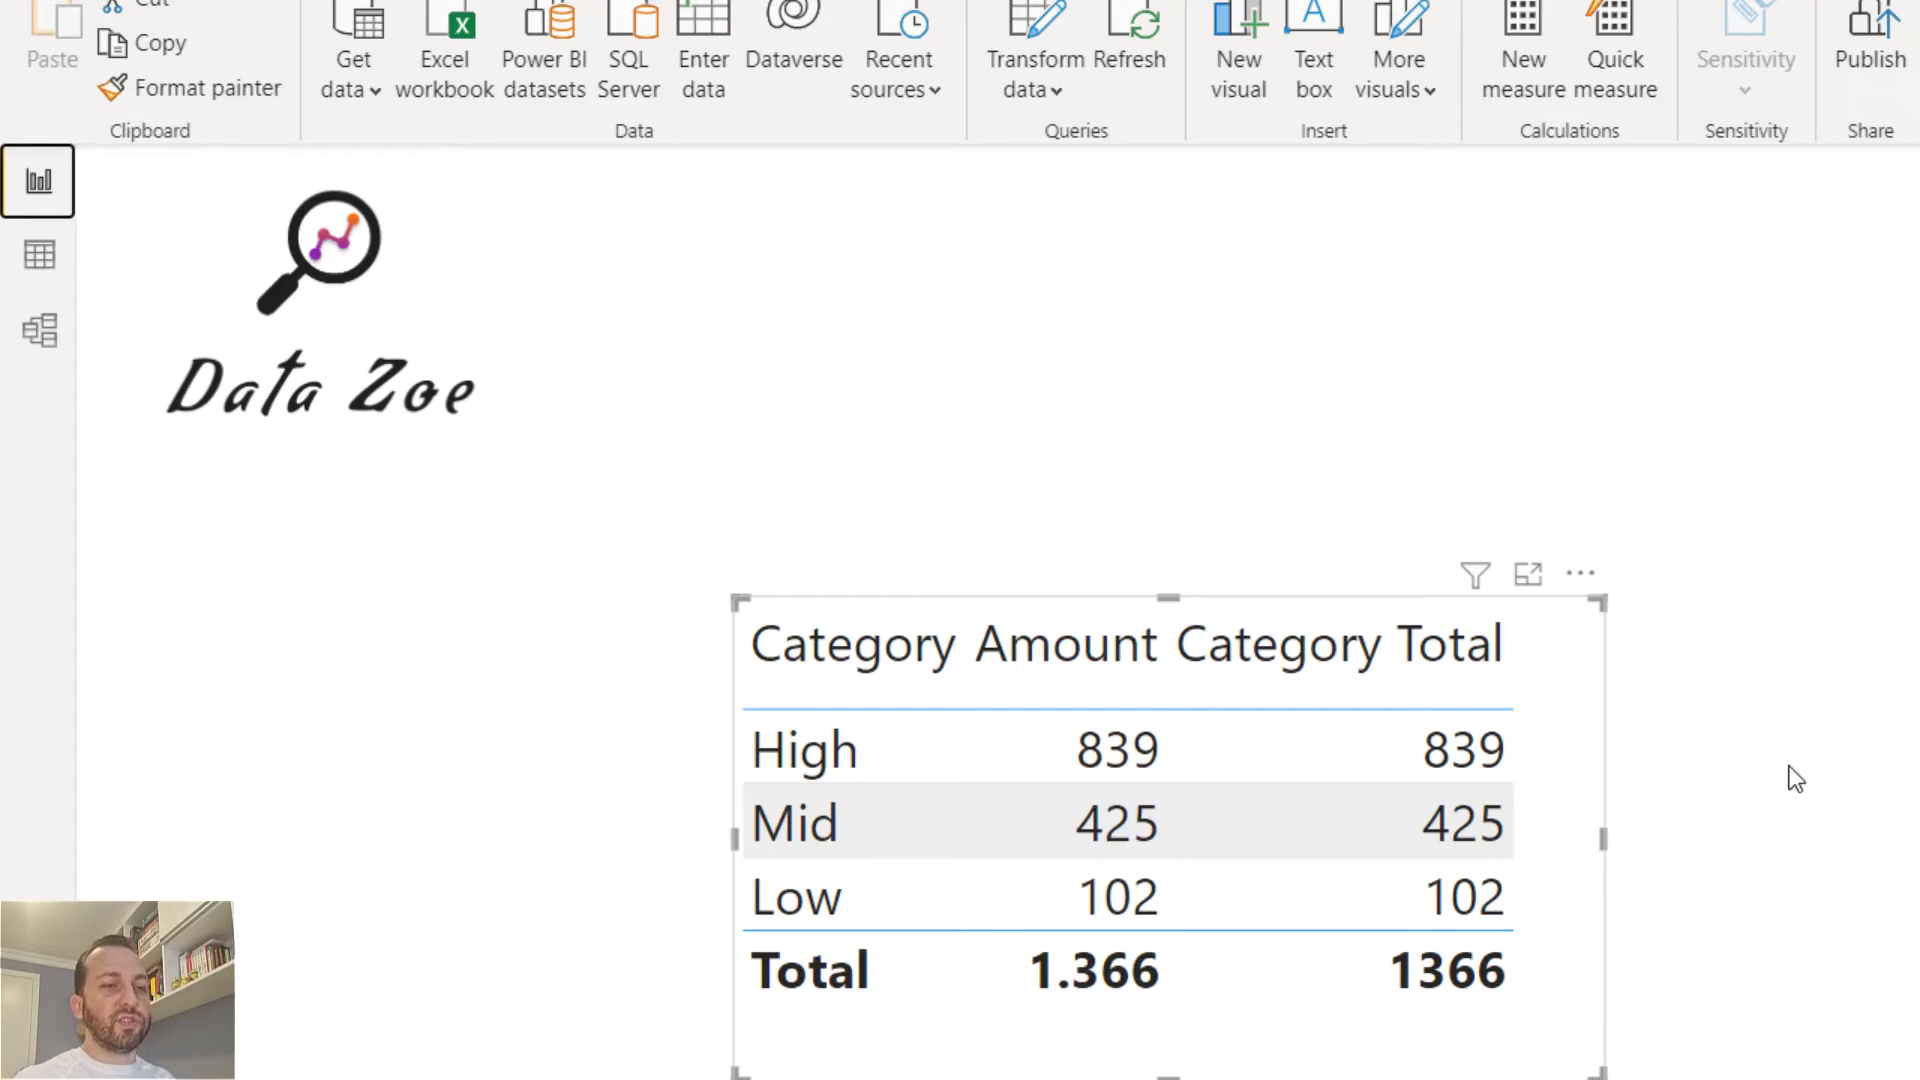 Cut
Paste
Copy
Format painter
Clipboard
Get data
Excel workbook
Power BI datasets
SQL Server
Enter data
Dataverse
Recent sources
Data
Transform data
Refresh
Queries
New visual
A
Text box
More visuals
Insert
New measure
Quick measure
Calculations
Sensitivity
Sensitivity
Publish
Share
Data Zoe
Category Amount Category Total
High 839 839
Mid 425 425
Low 102 102
Total 1.366 1366